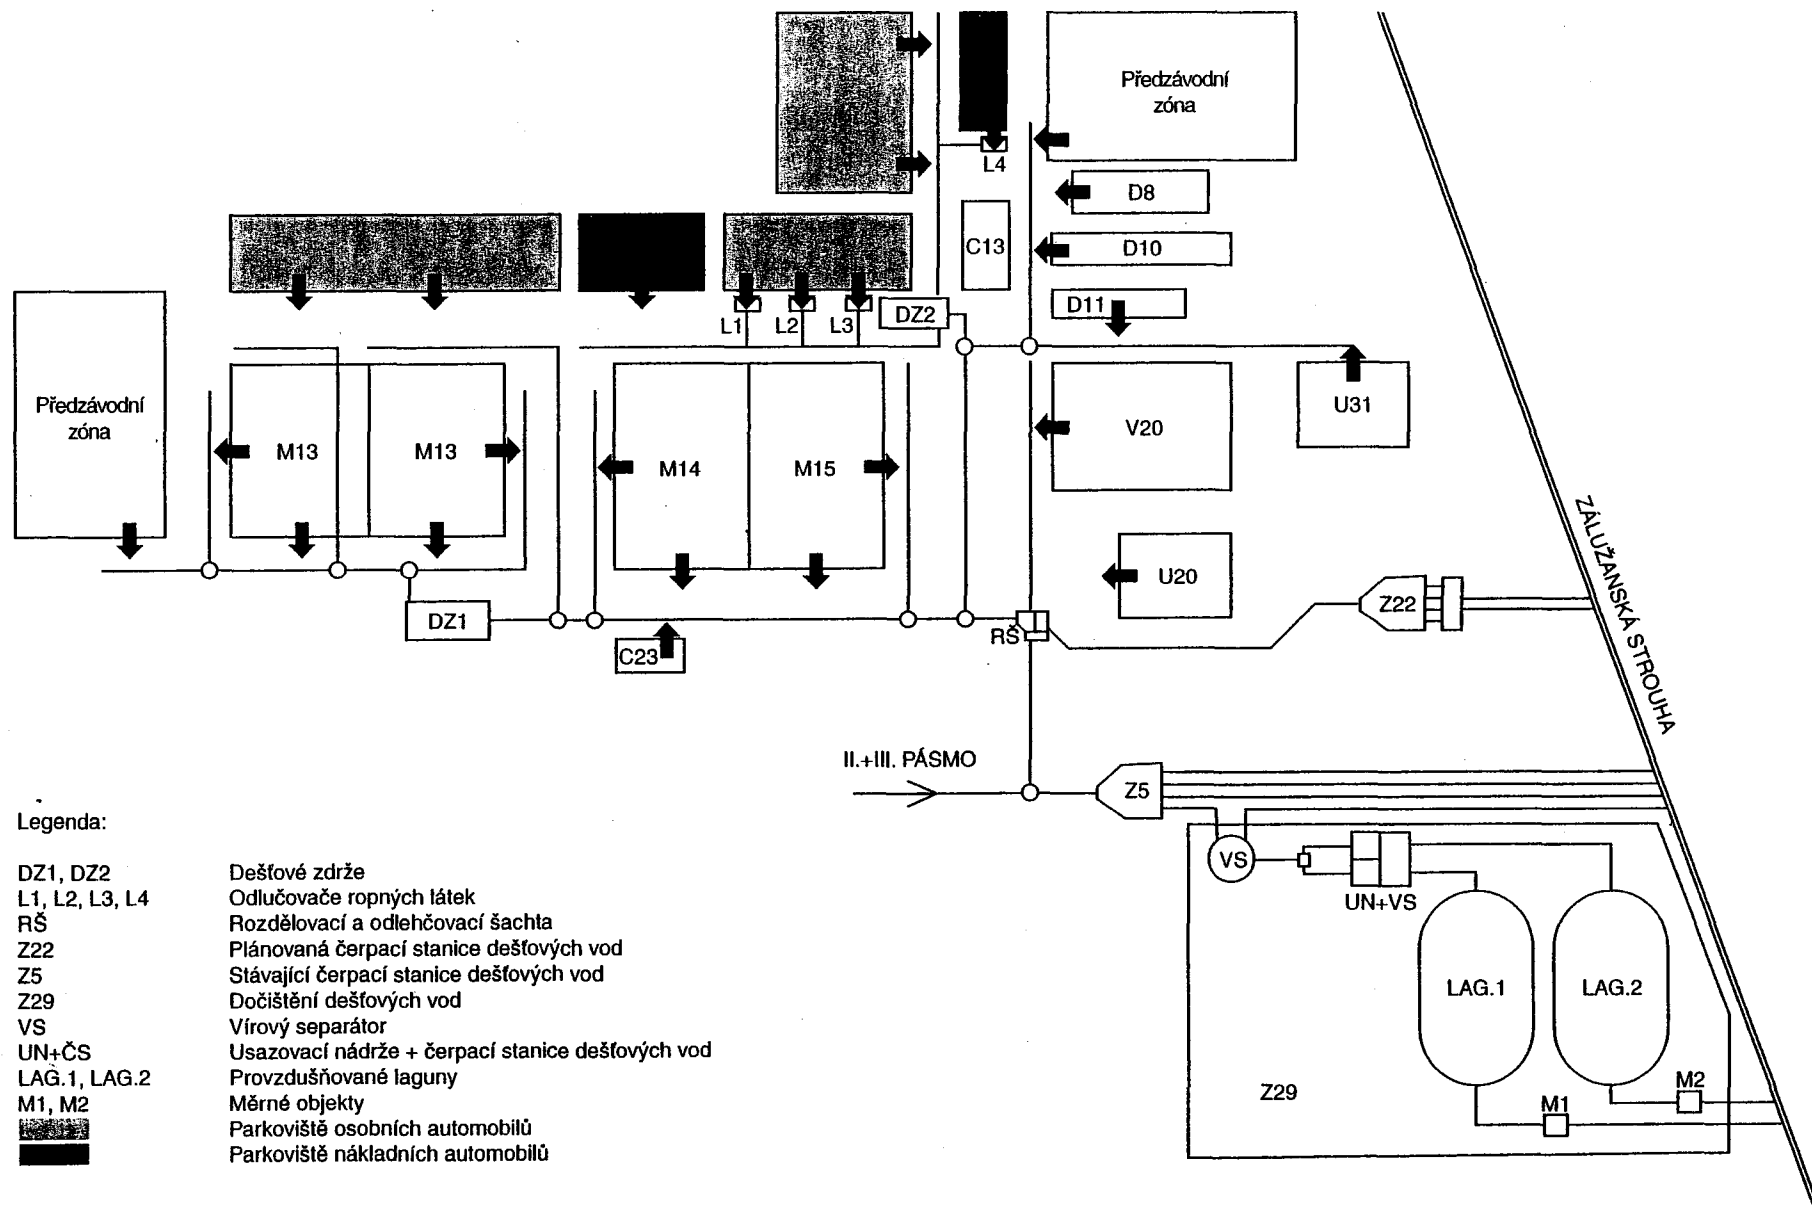 Předzávodní
zóna
L4
D8
C13
D10
D11
L1
L2
L3
DZ2
Předzávodní
zóna
M13
M13
M14
M15
V20
U31
U20
Z22
ZÁLUŽANSKÁ STROUHA
DZ1
RŠ
C23
II.+III. PÁSMO
Z5
VS
UN+VS
LAG.1
LAG.2
Z29
M1
M2
Legenda:
DZ1, DZ2 Dešťové zdrže
L1, L2, L3, L4 Odlučovače ropných látek
RŠ Rozdělovací a odlehčovací šachta
Z22 Plánovaná čerpací stanice dešťových vod
Z5 Stávající čerpací stanice dešťových vod
Z29 Dočištění dešťových vod
VS Vírový separátor
UN+ČS Usazovací nádrže + čerpací stanice dešťových vod
LAG.1, LAG.2 Provzdušňované laguny
M1, M2 Měrné objekty
Parkoviště osobních automobilů
Parkoviště nákladních automobilů